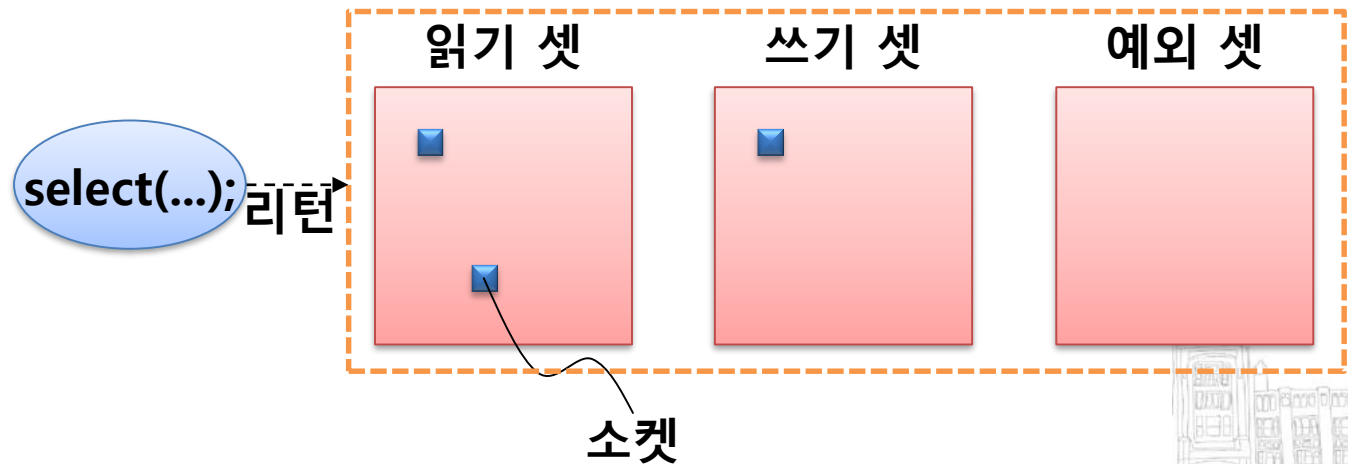 읽기 셋
쓰기 셋
예외 셋
select(...);
리턴
소켓